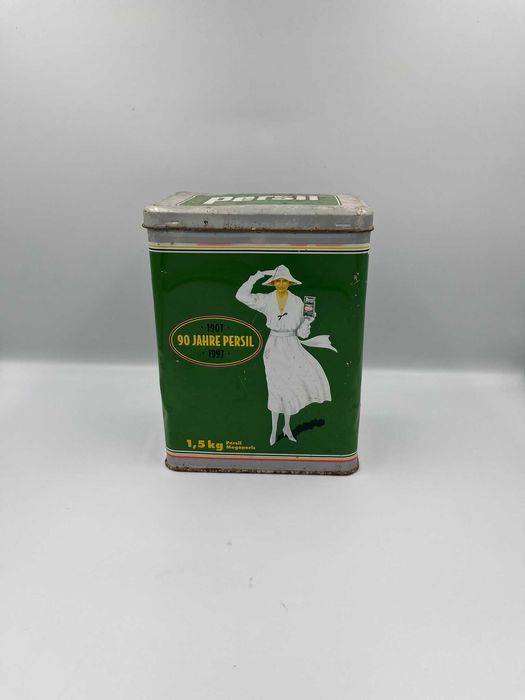 Persil
· 1907 ·
90 JAHRE PERSIL
· 1997 ·
1,5 kg Persil
Megaperls